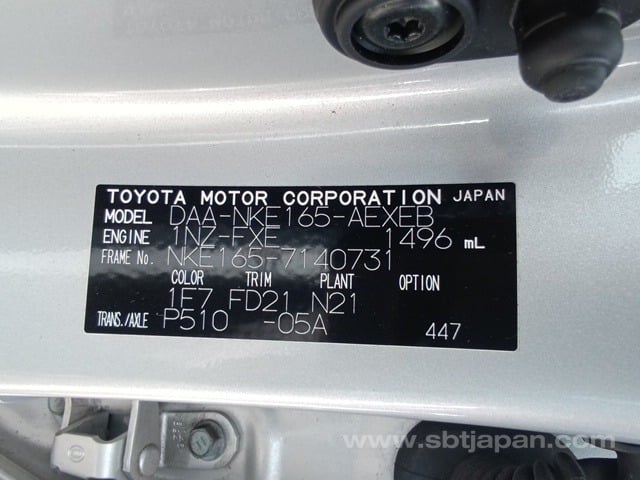 TOYOTA MOTOR CORPORATION JAPAN
MODEL DAA-NKE165-AEXEB
ENGINE 1NZ-FXE 1496 mL
FRAME No. NKE165-7140731
COLOR TRIM PLANT OPTION
1F7 FD21 N21
TRANS./AXLE P510 -05A 447
www.sbtjapan.com